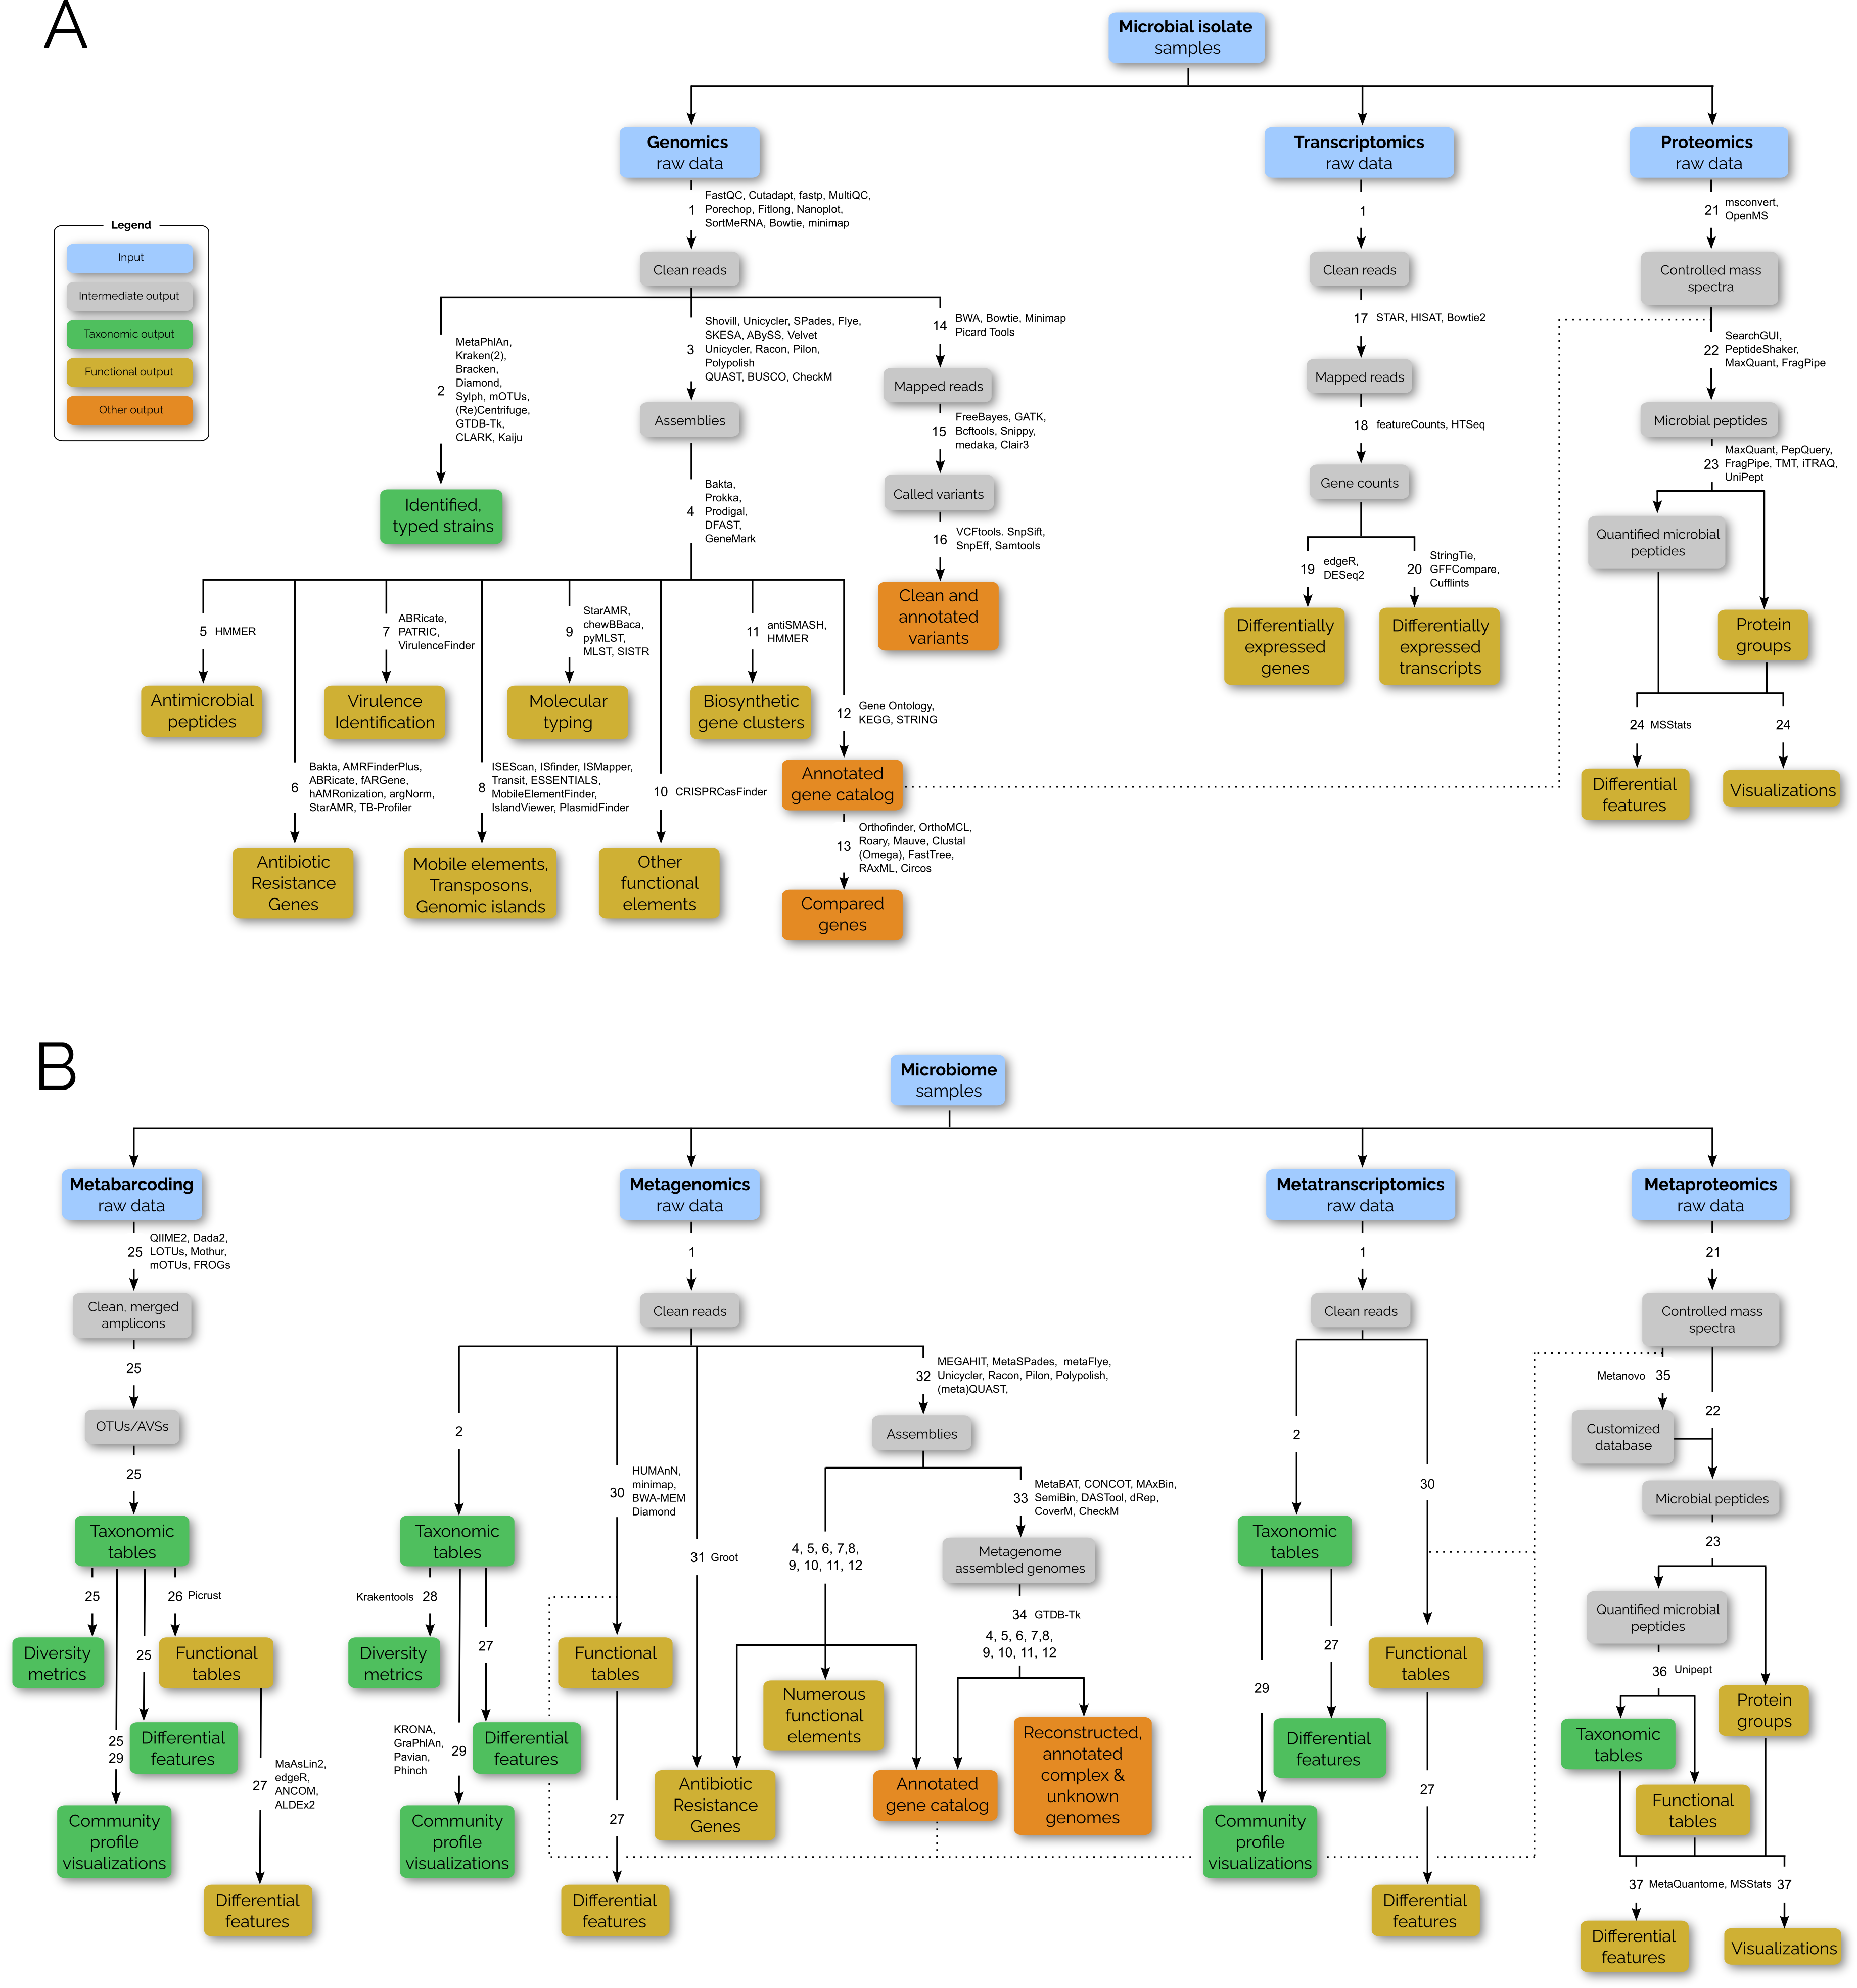 A
Microbial isolate
samples
Genomics
raw data
Transcriptomics
raw data
Proteomics
raw data
Legend
Input
Intermediate output
Taxonomic output
Functional output
Other output
1
FastQC, Cutadapt, fastp, MultiQC,
Porechop, Fitlong, Nanoplot,
SortMeRNA, Bowtie, minimap
Clean reads
2
MetaPhlAn,
Kraken(2),
Bracken,
Diamond,
Sylph, mOTUs,
(Re)Centrifuge,
GTDB-Tk,
CLARK, Kaiju
Identified,
typed strains
3
Shovill, Unicycler, SPades, Flye,
SKESA, ABySS, Velvet
Unicycler, Racon, Pilon,
Polypolish
QUAST, BUSCO, CheckM
Assemblies
4
Bakta,
Prokka,
Prodigal,
DFAST,
GeneMark
14
BWA, Bowtie, Minimap
Picard Tools
Mapped reads
15
FreeBayes, GATK,
Bcftools, Snippy,
medaka, Clair3
Called variants
16
VCFtools. SnpSift,
SnpEff, Samtools
Clean and
annotated
variants
5 HMMER
Antimicrobial
peptides
6
Bakta, AMRFinderPlus,
ABRicate, fARGene,
hAMRonization, argNorm,
StarAMR, TB-Profiler
Antibiotic
Resistance
Genes
7
ABRicate,
PATRIC,
VirulenceFinder
Virulence
Identification
8
ISEScan, ISfinder, ISMapper,
Transit, ESSENTIALS,
MobileElementFinder,
IslandViewer, PlasmidFinder
Mobile elements,
Transposons,
Genomic islands
9
StarAMR,
chewBBaca,
pyMLST,
MLST, SISTR
Molecular
typing
10 CRISPRCasFinder
Other
functional
elements
11
antiSMASH,
HMMER
Biosynthetic
gene clusters
12
Gene Ontology,
KEGG, STRING
Annotated
gene catalog
13
Orthofinder, OrthoMCL,
Roary, Mauve, Clustal
(Omega), FastTree,
RAxML, Circos
Compared
genes
1
Clean reads
17 STAR, HISAT, Bowtie2
Mapped reads
18 featureCounts, HTSeq
Gene counts
19
edgeR,
DESeq2
Differentially
expressed
genes
20
StringTie,
GFFCompare,
Cufflints
Differentially
expressed
transcripts
21
msconvert,
OpenMS
Controlled mass
spectra
22
SearchGUI,
PeptideShaker,
MaxQuant, FragPipe
Microbial peptides
23
MaxQuant, PepQuery,
FragPipe, TMT, iTRAQ,
UniPept
Quantified microbial
peptides
Protein
groups
24 MSStats
24
Differential
features
Visualizations
B
Microbiome
samples
Metabarcoding
raw data
Metagenomics
raw data
Metatranscriptomics
raw data
Metaproteomics
raw data
25
QIIME2, Dada2,
LOTUs, Mothur,
mOTUs, FROGs
Clean, merged
amplicons
25
OTUs/AVSs
25
Taxonomic
tables
25
Diversity
metrics
25
29
Community
profile
visualizations
25
Differential
features
26 Picrust
Functional
tables
27
MaAsLin2,
edgeR,
ANCOM,
ALDEx2
Differential
features
1
Clean reads
2
Taxonomic
tables
Krakentools 28
Diversity
metrics
KRONA,
GraPhlAn,
Pavian,
Phinch
29
Community
profile
visualizations
27
Differential
features
30
HUMAnN,
minimap,
BWA-MEM
Diamond
Functional
tables
27
Differential
features
31 Groot
Antibiotic
Resistance
Genes
32
MEGAHIT, MetaSPades, metaFlye,
Unicycler, Racon, Pilon, Polypolish,
(meta)QUAST,
Assemblies
4, 5, 6, 7,8,
9, 10, 11, 12
Numerous
functional
elements
Annotated
gene catalog
33
MetaBAT, CONCOT, MAxBin,
SemiBin, DASTool, dRep,
CoverM, CheckM
Metagenome
assembled genomes
34 GTDB-Tk
4, 5, 6, 7,8,
9, 10, 11, 12
Reconstructed,
annotated
complex &
unknown
genomes
1
Clean reads
2
Taxonomic
tables
29
Community
profile
visualizations
27
Differential
features
30
Functional
tables
27
Differential
features
21
Controlled mass
spectra
Metanovo 35
Customized
database
22
Microbial peptides
23
Quantified microbial
peptides
36 Unipept
Taxonomic
tables
Functional
tables
Protein
groups
37 MetaQuantome, MSStats 37
Differential
features
Visualizations